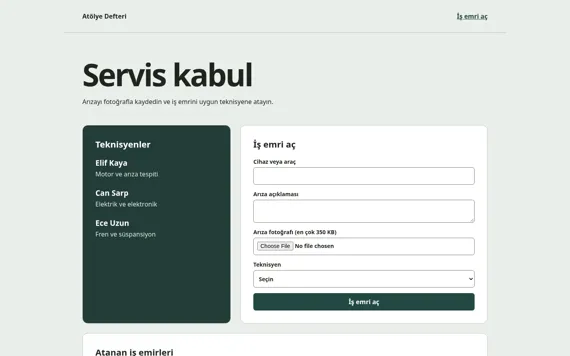 Atölye Defteri
İş emri aç
Servis kabul
Arızayı fotoğrafla kaydedin ve iş emrini uygun teknisyene atayın.
Teknisyenler
Elif Kaya
Motor ve arıza tespiti
Can Sarp
Elektrik ve elektronik
Ece Uzun
Fren ve süspansiyon
İş emri aç
Cihaz veya araç
Arıza açıklaması
Arıza fotoğrafı (en çok 350 KB)
Choose File No file chosen
Teknisyen
Seçin
İş emri aç
Atanan iş emirleri